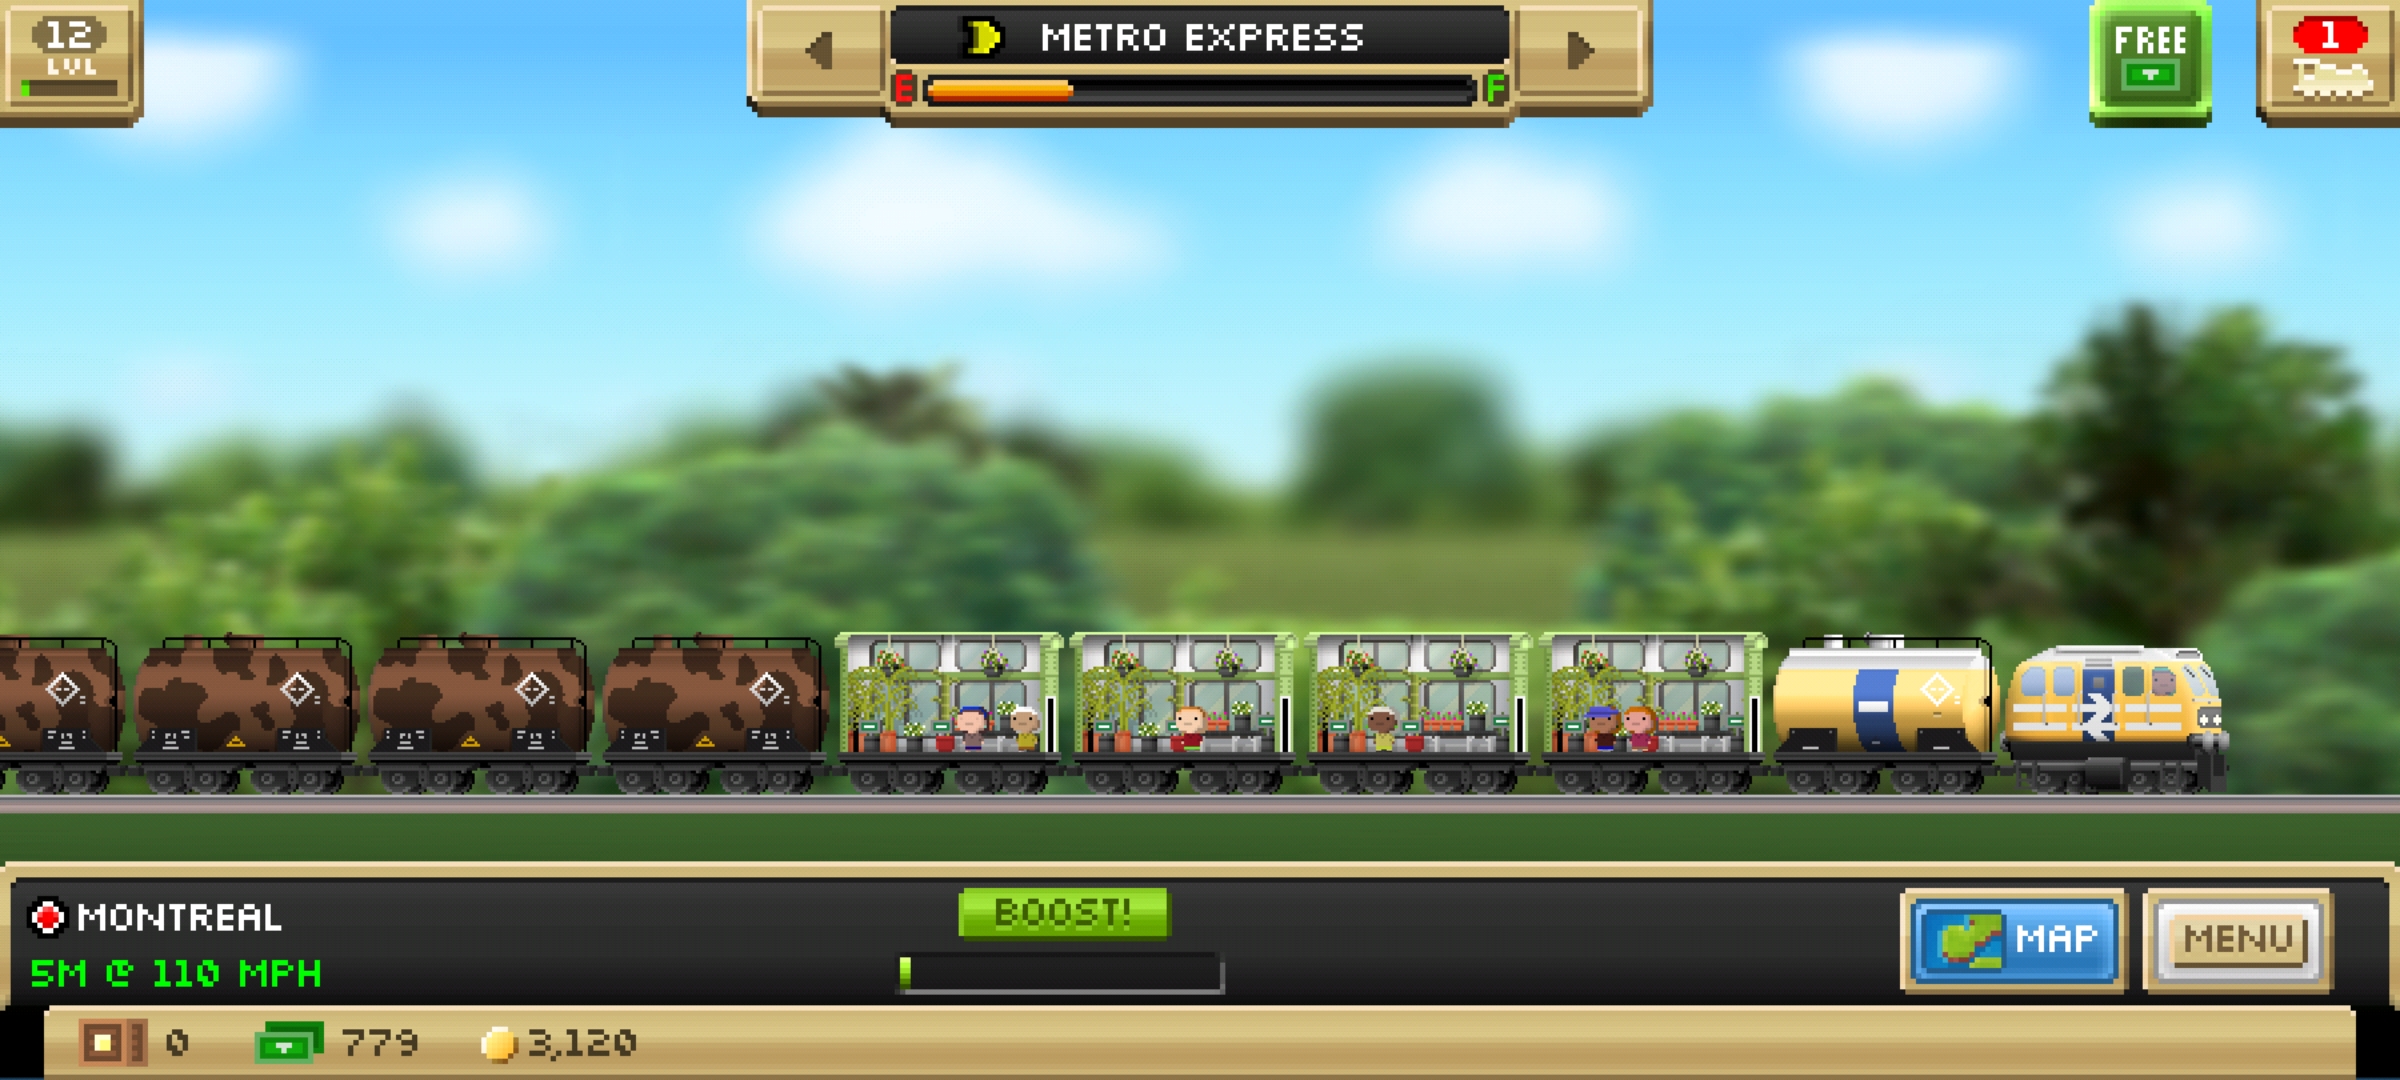 12
LVL
METRO EXPRESS
E F
FREE
1
MONTREAL
5M @ 110 MPH
BOOST!
MAP
MENU
0 779 3,120